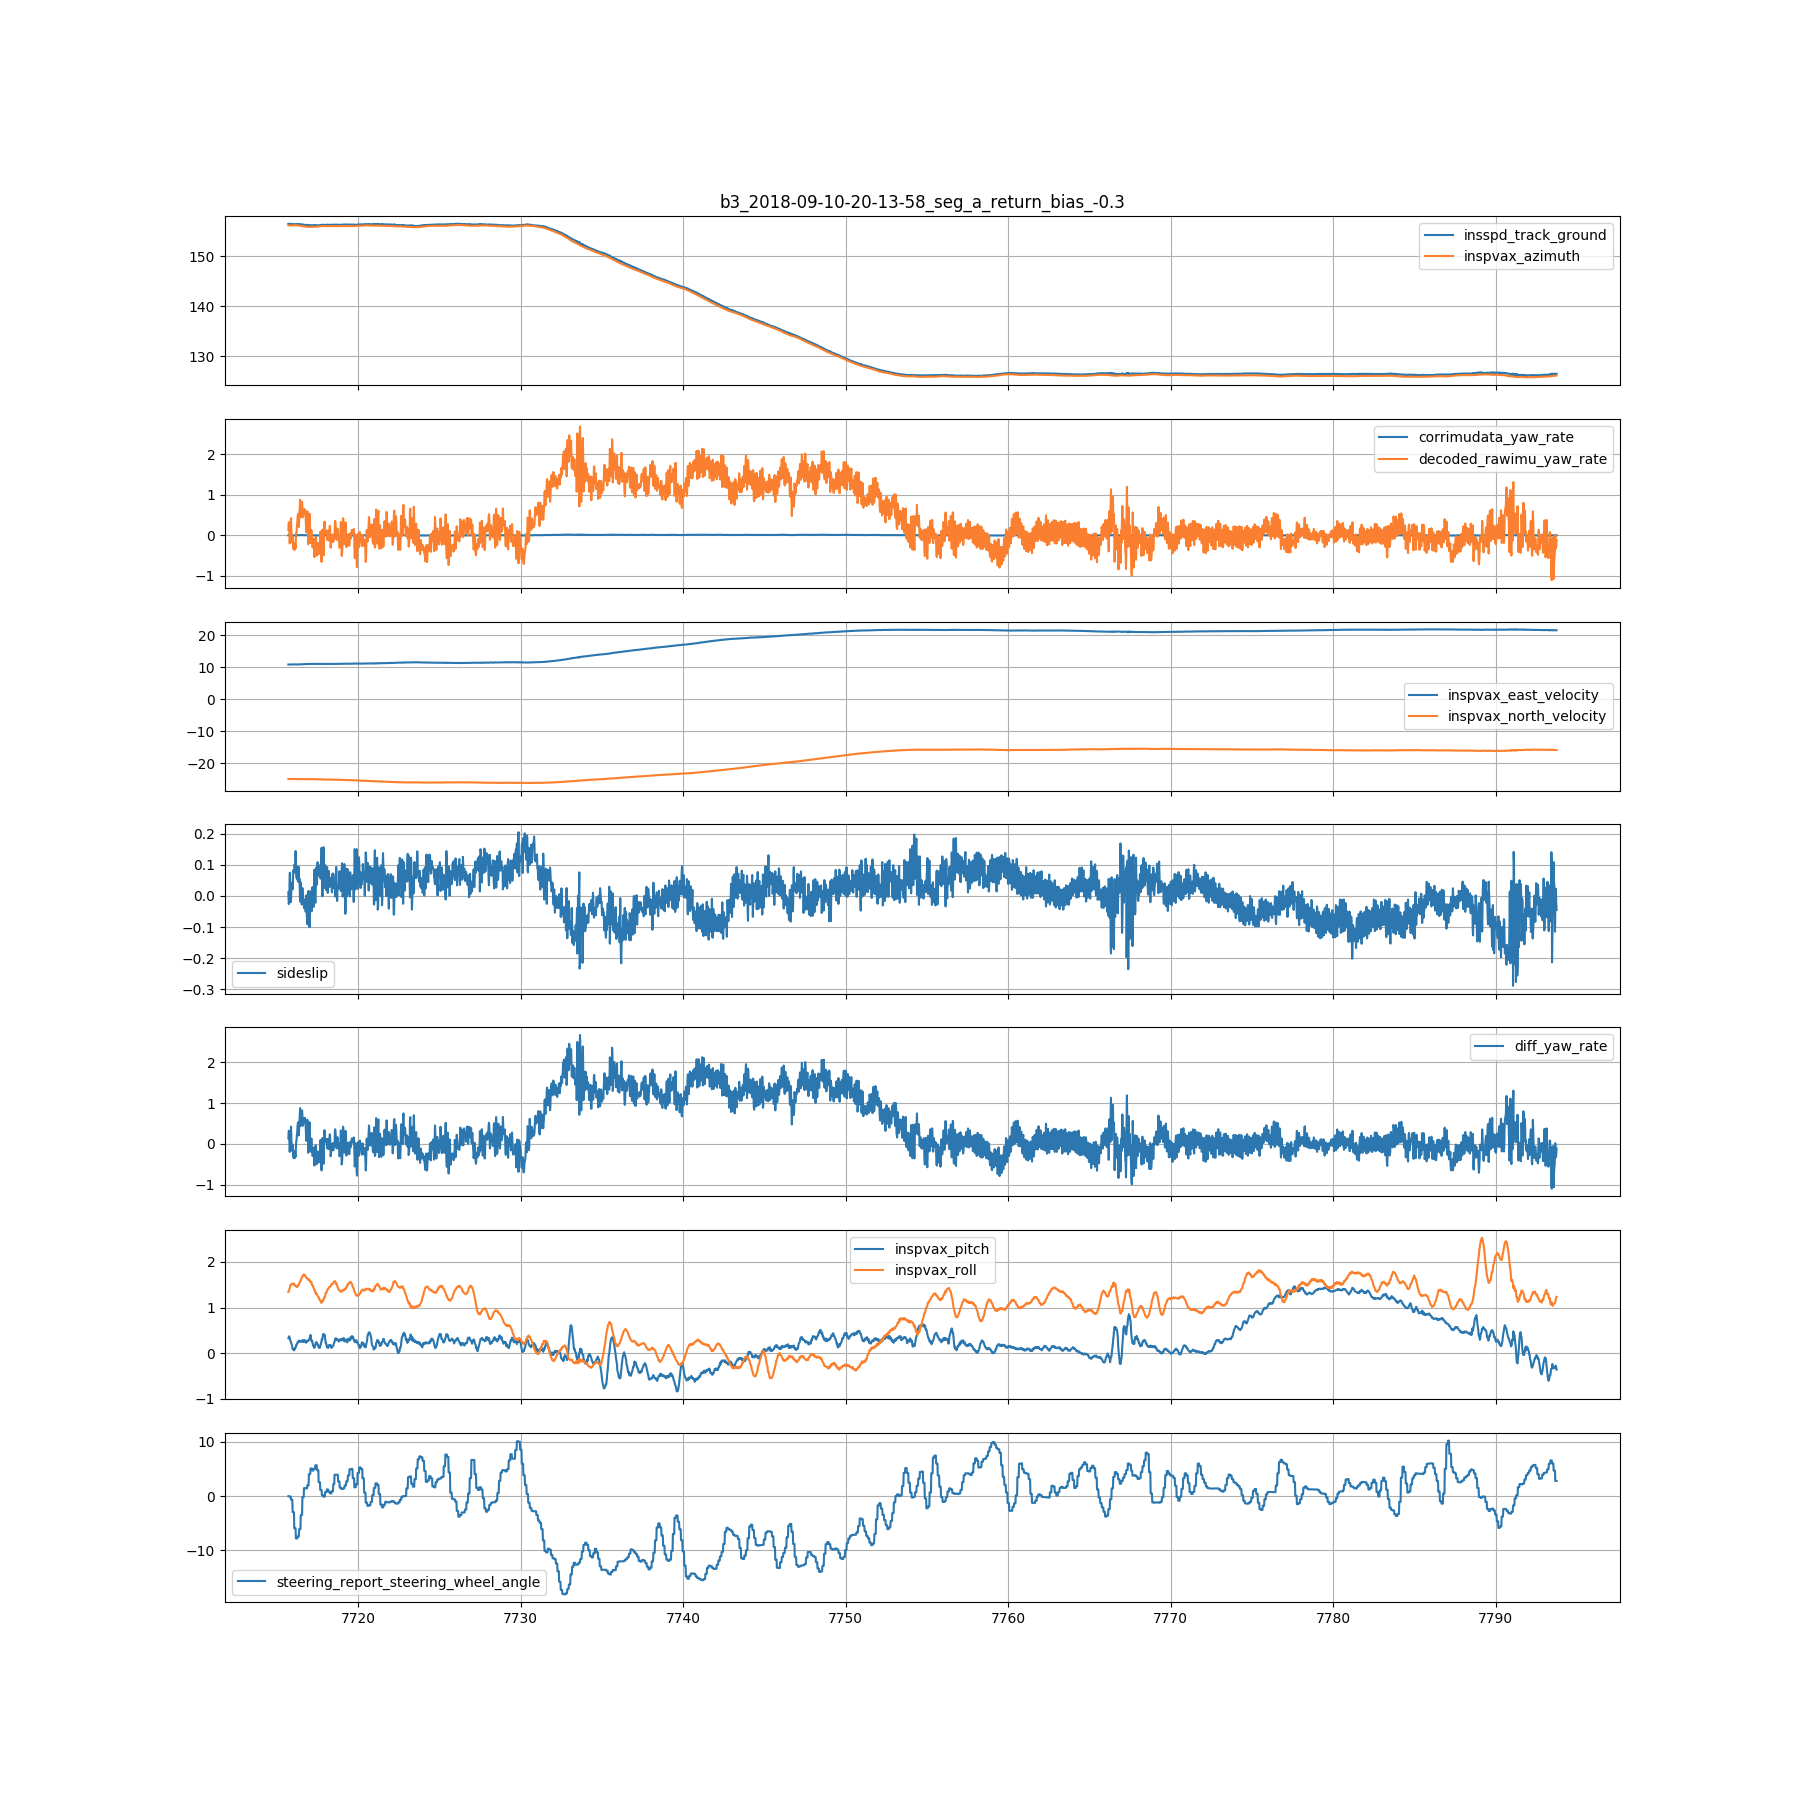 b3_2018-09-10-20-13-58_seg_a_return_bias_-0.3
150
140
130
insspd_track_ground
inspvax_azimuth
2
1
0
−1
corrimudata_yaw_rate
decoded_rawimu_yaw_rate
20
10
0
−10
−20
inspvax_east_velocity
inspvax_north_velocity
0.2
0.1
0.0
−0.1
−0.2
−0.3
sideslip
2
1
0
−1
diff_yaw_rate
2
1
0
−1
inspvax_pitch
inspvax_roll
10
0
−10
steering_report_steering_wheel_angle
7720 7730 7740 7750 7760 7770 7780 7790